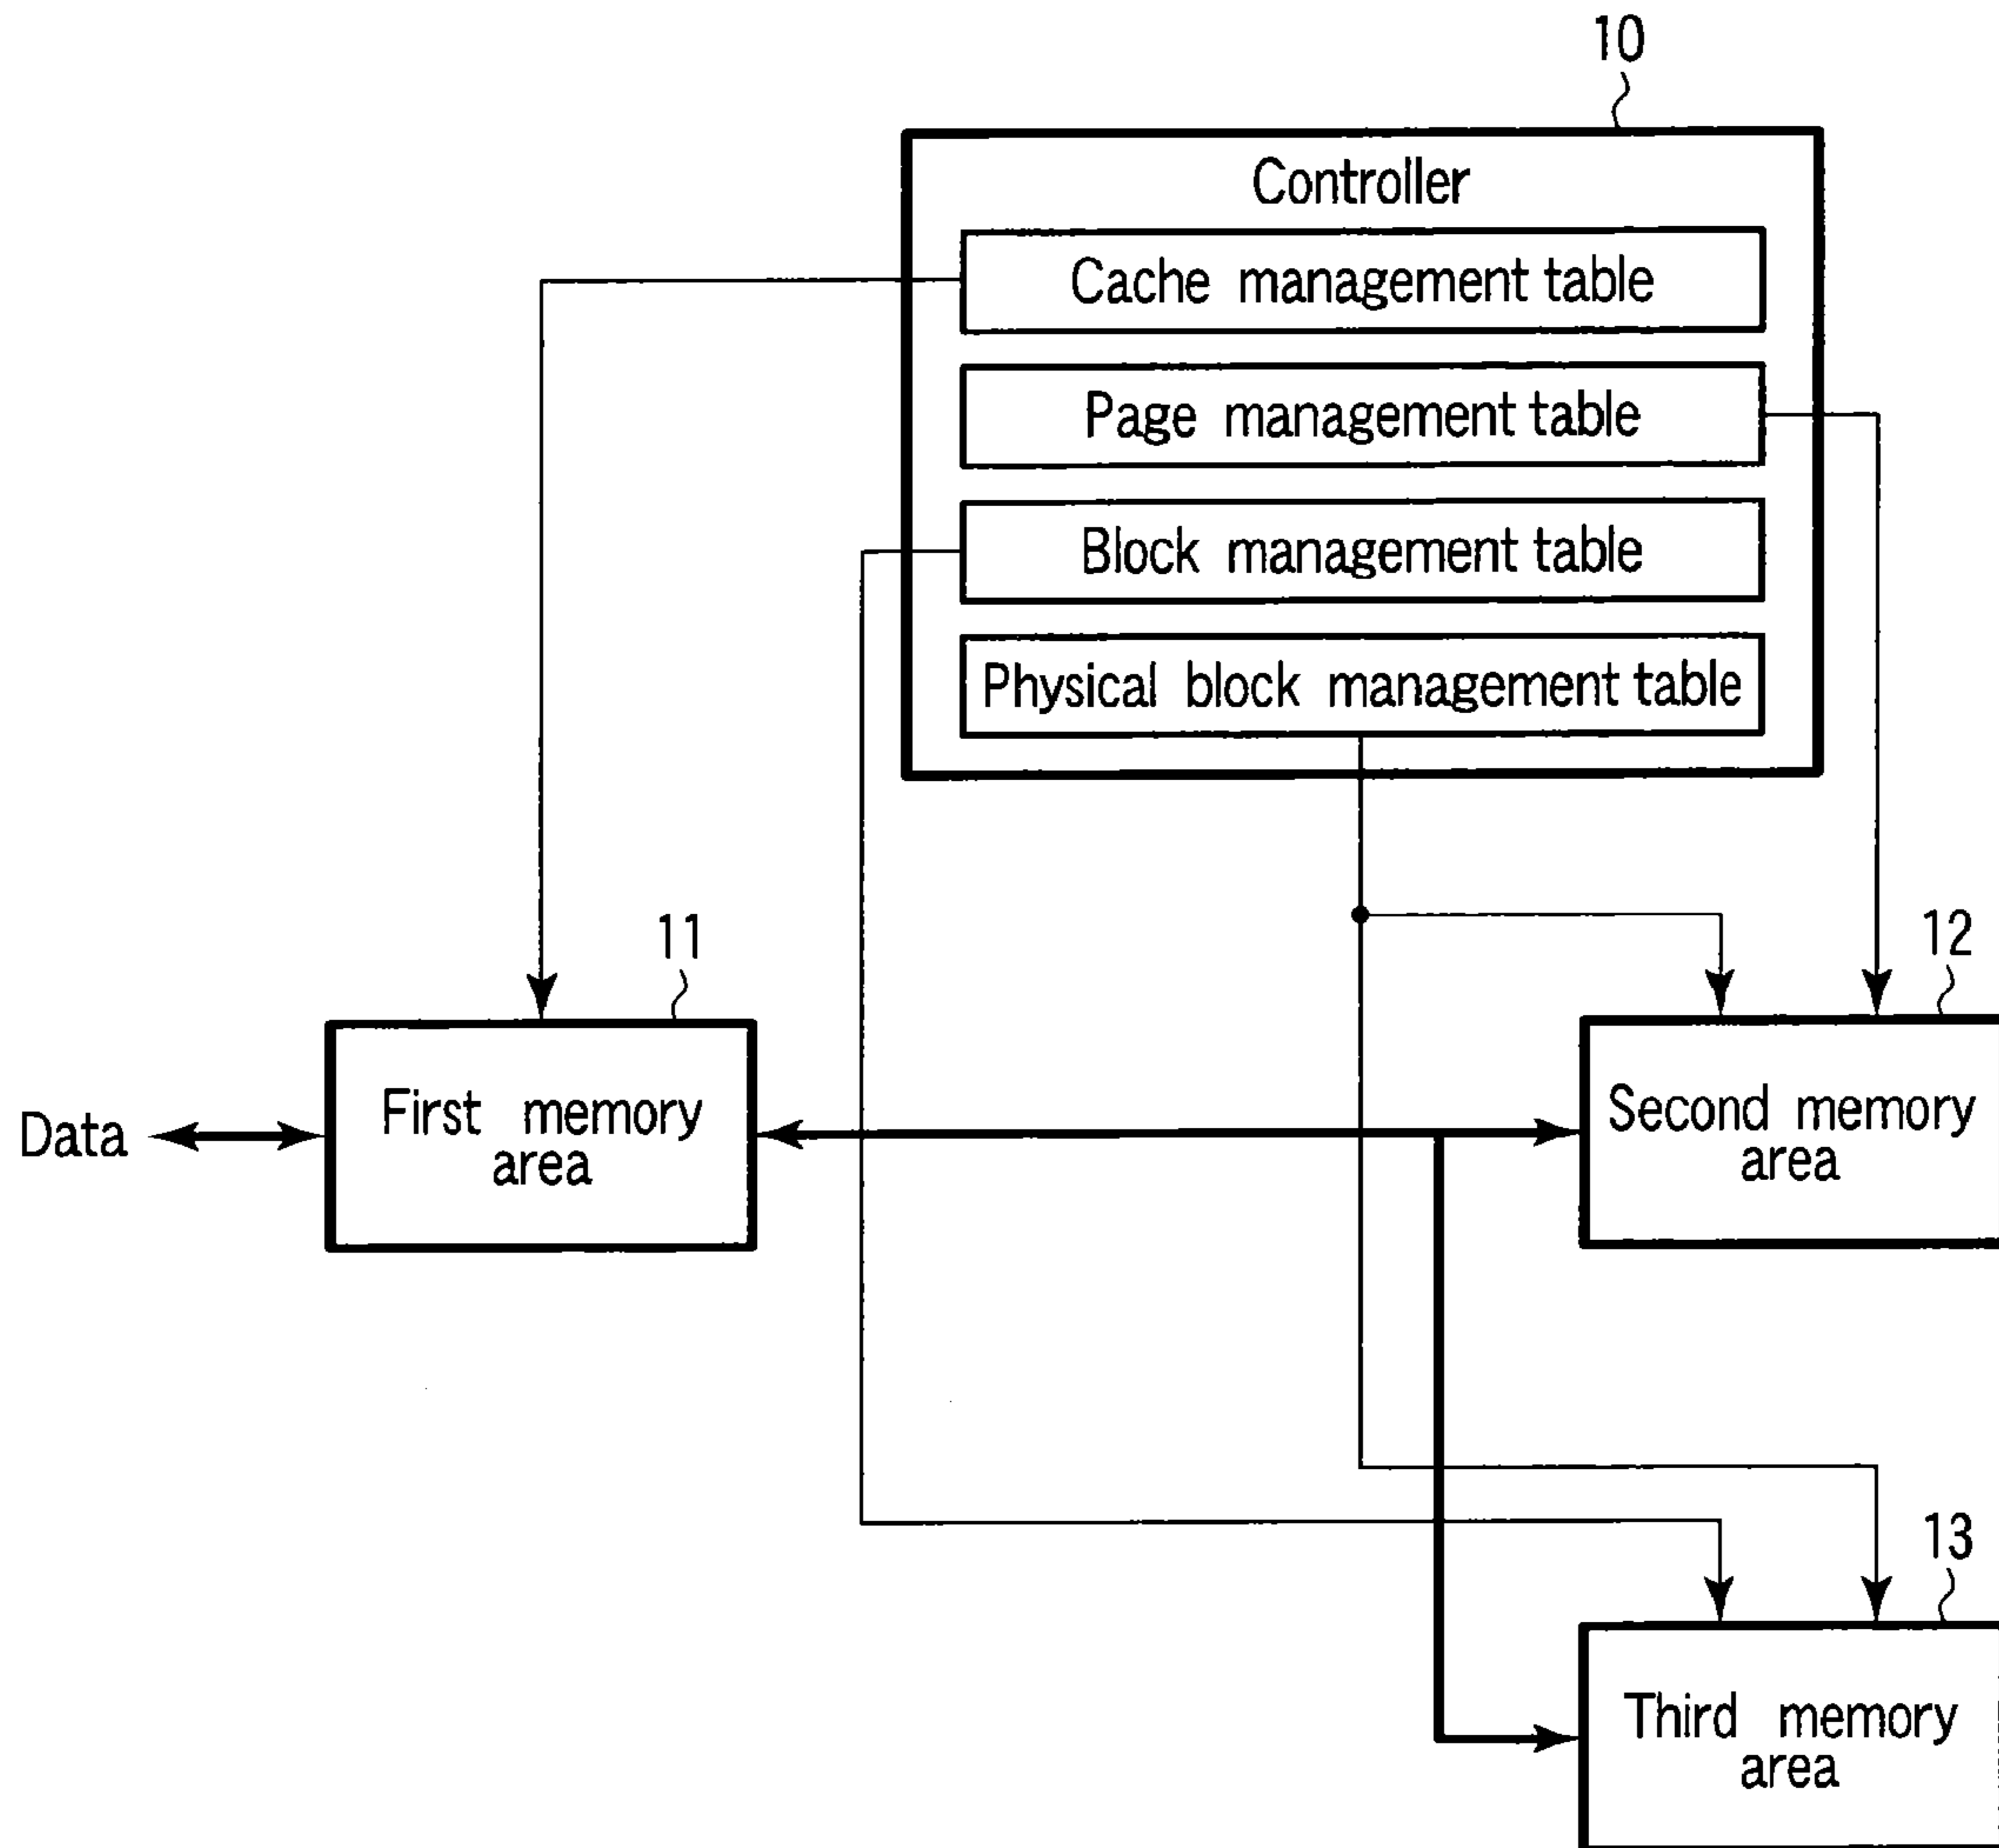 10
Controller
Cache management table
Page management table
Block management table
Physical block management table
11
12
Data
First memory
area
Second memory
area
13
Third memory
area